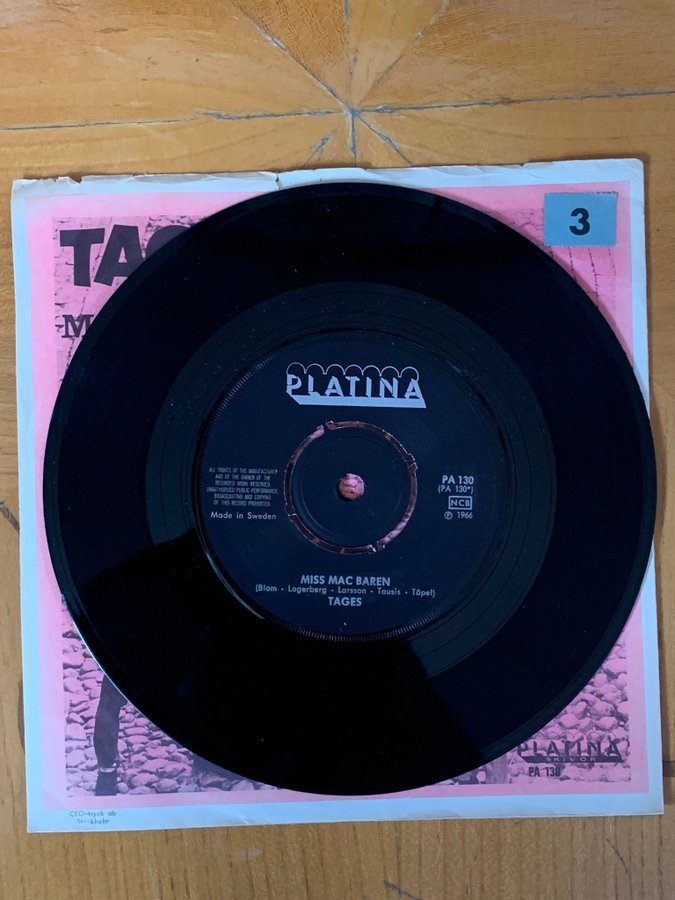 3
TA
M
PLATINA
ALL RIGHTS OF THE MANUFACTURER
AND OF THE OWNER OF THE
RECORDED WORK RESERVED
UNAUTHORISED PUBLIC PERFORMANCE
BROADCASTING AND COPYING
OF THIS RECORD PROHIBITED
Made in Sweden
PA 130
(PA 130*)
NCB
Ⓟ 1966
MISS MAC BAREN
(Blom - Lagerberg - Larsson - Tausis - Töpel)
TAGES
PLATINA
SKIVOR
PA 130
CEO-tryck ab